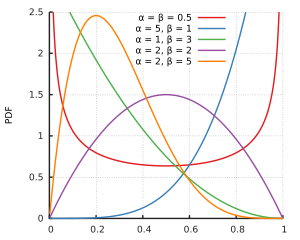 2.5
2
1.5
1
0.5
0
PDF
α = β = 0.5
α = 5, β = 1
α = 1, β = 3
α = 2, β = 2
α = 2, β = 5
0 0.2 0.4 0.6 0.8 1